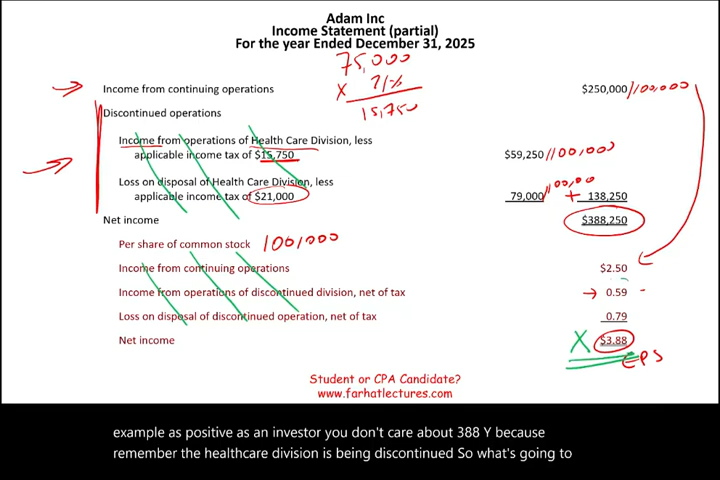 Adam Inc
Income Statement (partial)
For the year Ended December 31, 2025
75,000
X 21%
15,750
Income from continuing operations $250,000/100,000
Discontinued operations
Income from operations of Health Care Division, less
applicable income tax of $15,750 $59,250/100,000
Loss on disposal of Health Care Division, less
applicable income tax of $21,000 79,000/100,00 + 138,250
Net income $388,250
Per share of common stock 100,000
Income from continuing operations $2.50
Income from operations of discontinued division, net of tax 0.59
Loss on disposal of discontinued operation, net of tax 0.79
Net income X $3.88
EPS
Student or CPA Candidate?
www.farhatlectures.com
example as positive as an investor you don't care about 388 Y because
remember the healthcare division is being discontinued So what's going to